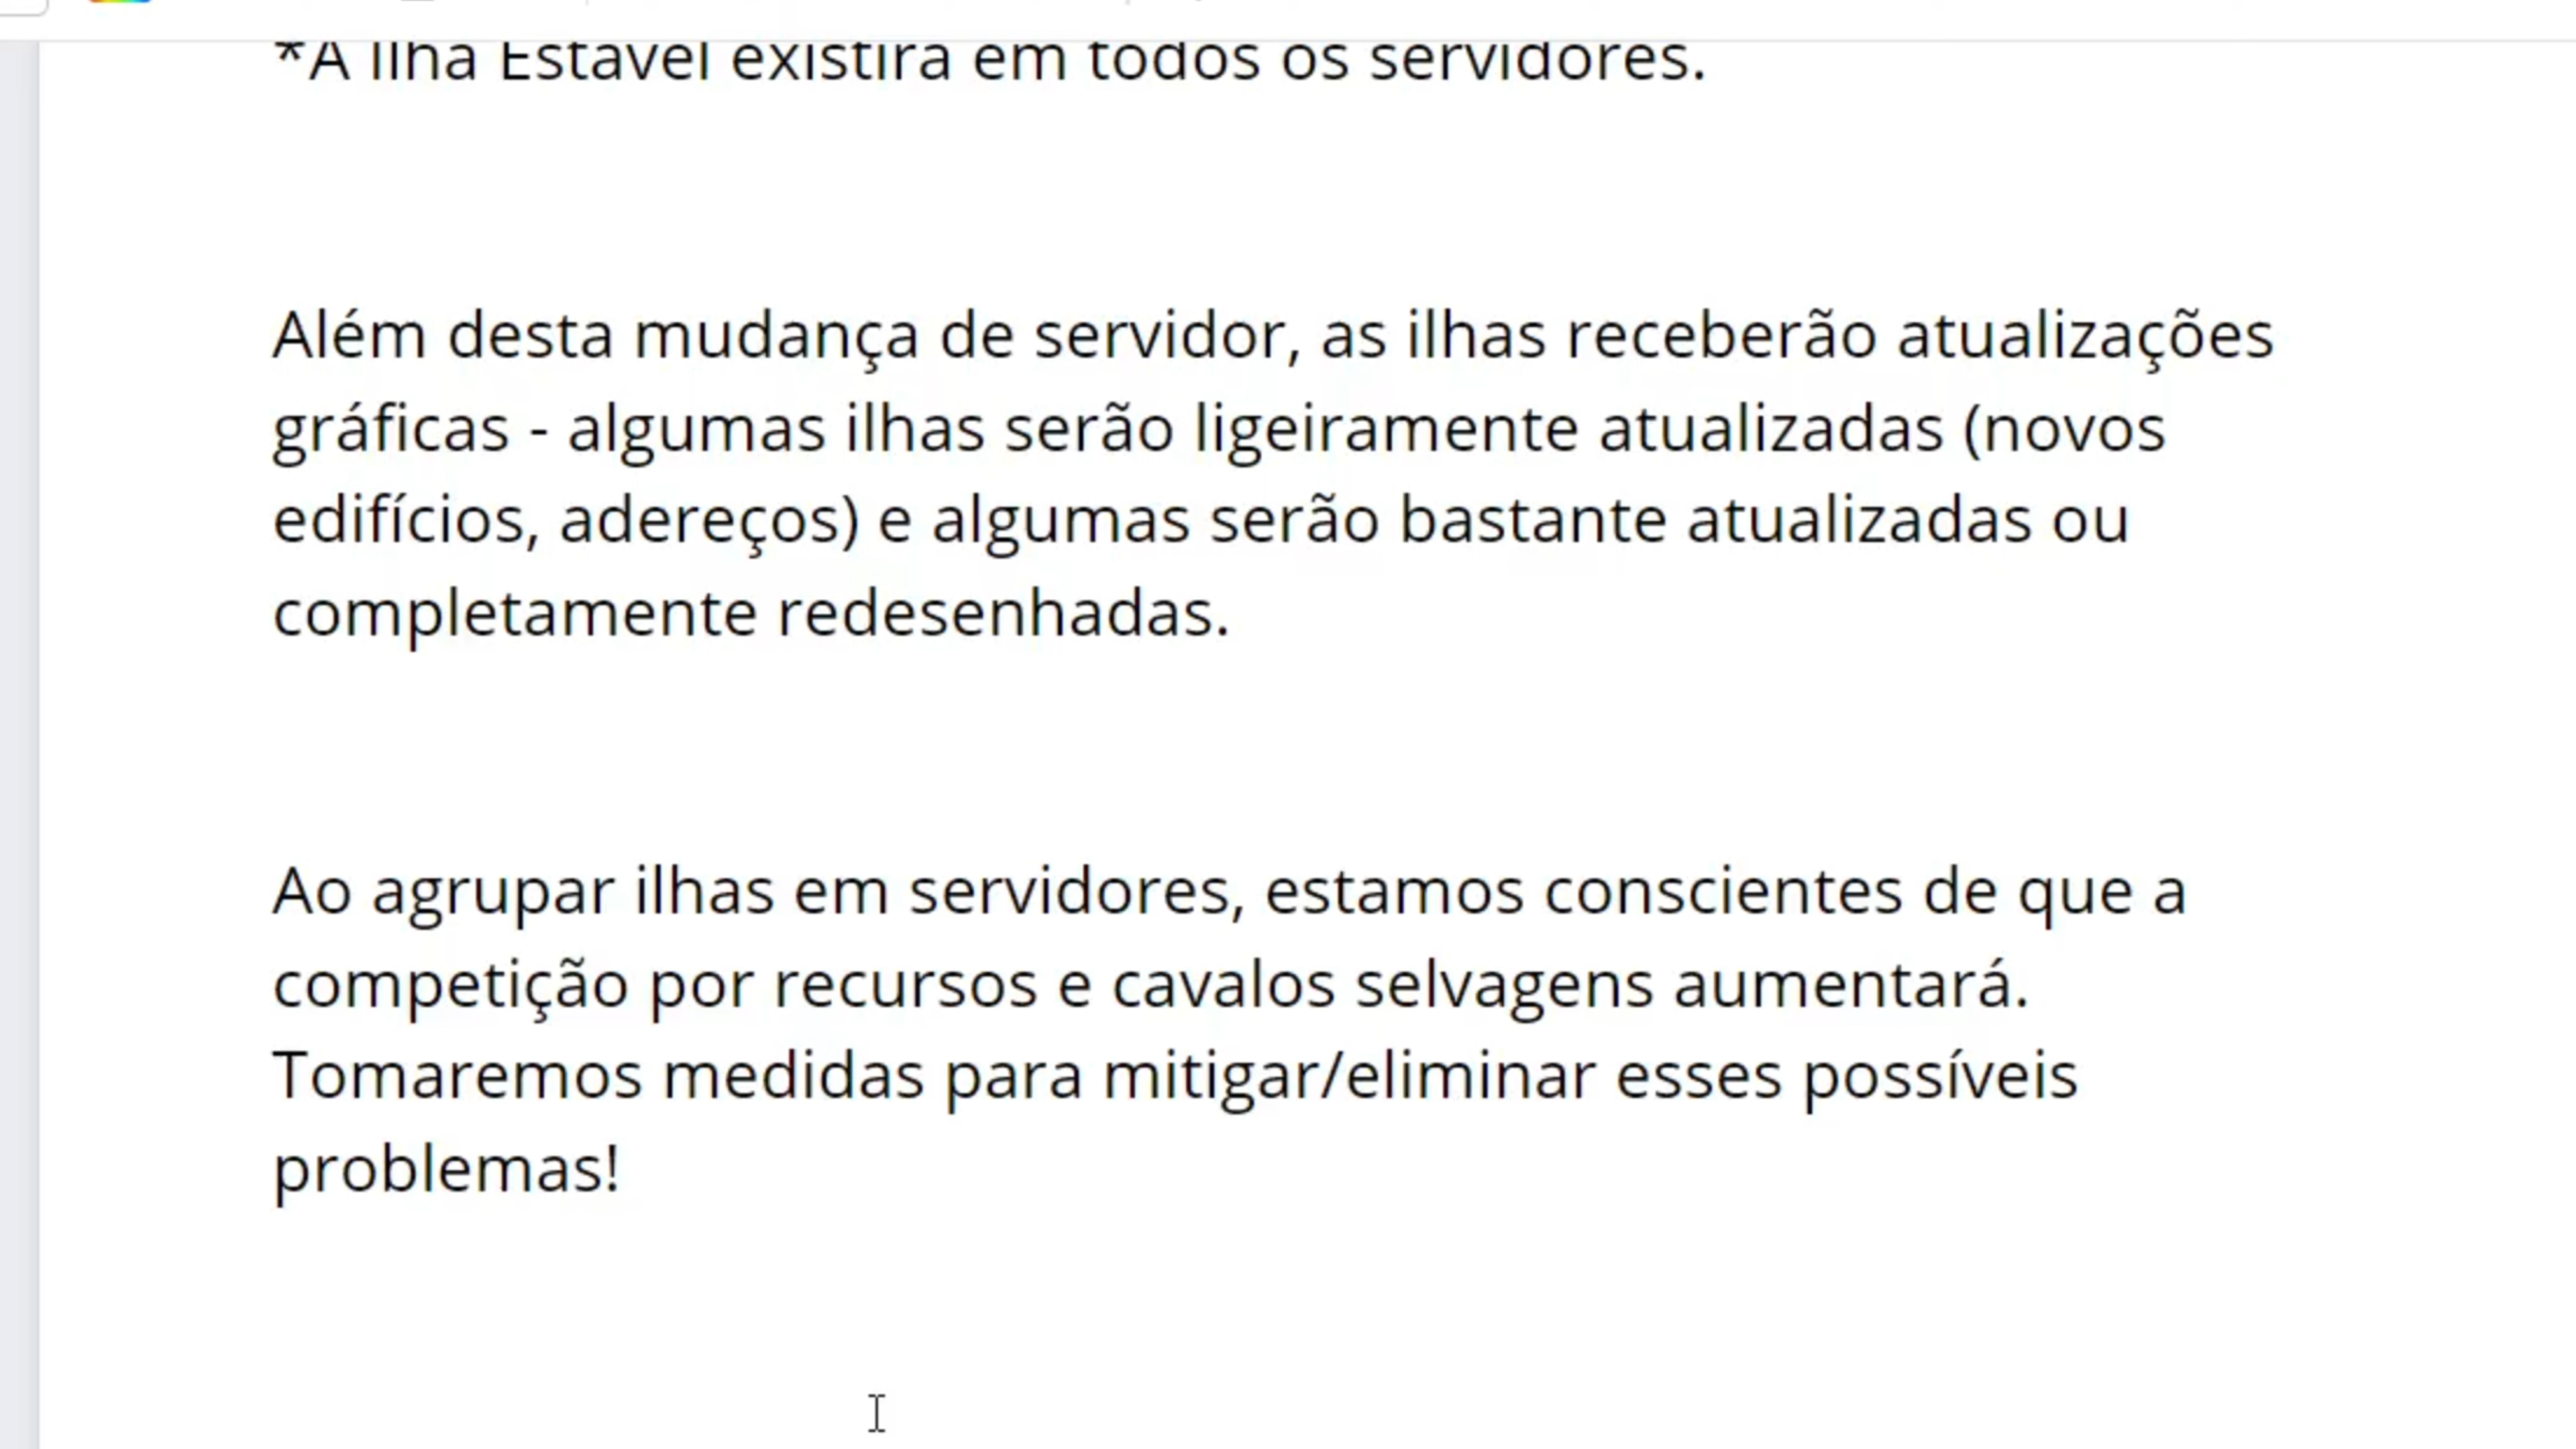 *A Ilha Estável existirá em todos os servidores.
Além desta mudança de servidor, as ilhas receberão atualizações
gráficas - algumas ilhas serão ligeiramente atualizadas (novos
edifícios, adereços) e algumas serão bastante atualizadas ou
completamente redesenhadas.
Ao agrupar ilhas em servidores, estamos conscientes de que a
competição por recursos e cavalos selvagens aumentará.
Tomaremos medidas para mitigar/eliminar esses possíveis
problemas!